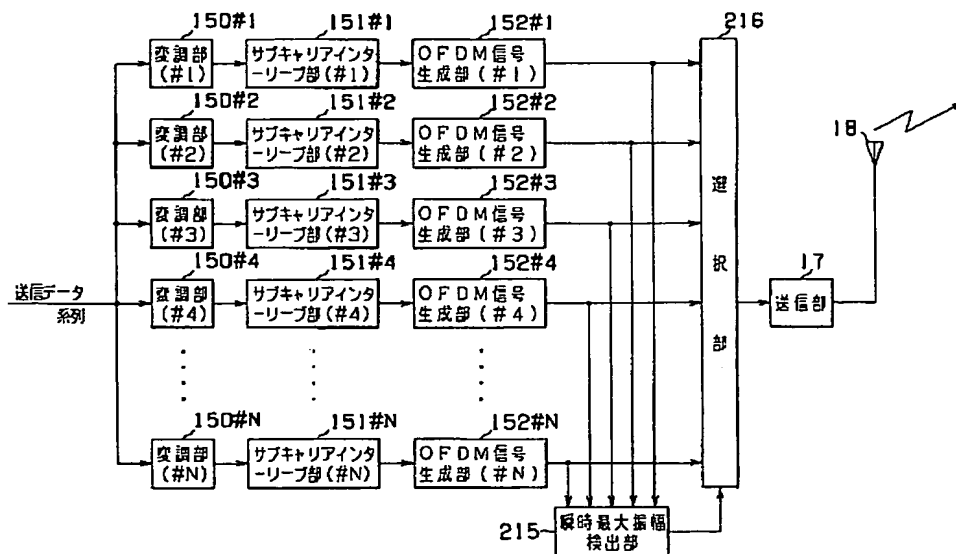 150#1
151#1
152#1
216
変調部
(#1)
サブキャリアインタ
ーリーブ部(#1)
OFDM信号
生成部(#1)
150#2
151#2
152#2
18
変調部
(#2)
サブキャリアインタ
ーリーブ部(#2)
OFDM信号
生成部(#2)
150#3
151#3
152#3
変調部
(#3)
サブキャリアインタ
ーリーブ部(#3)
OFDM信号
生成部(#3)
選択部
150#4
151#4
152#4
17
送信データ
系列
変調部
(#4)
サブキャリアインタ
ーリーブ部(#4)
OFDM信号
生成部(#4)
送信部
150#N
151#N
152#N
変調部
(#N)
サブキャリアインタ
ーリーブ部(#N)
OFDM信号
生成部(#N)
215
瞬時最大振幅
検出部